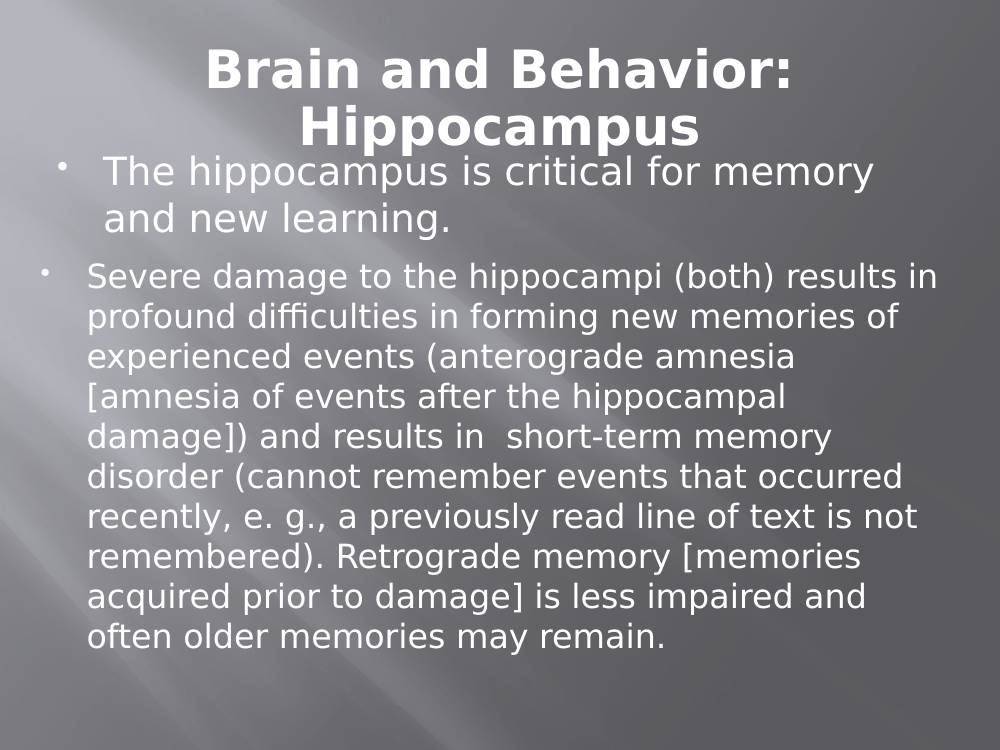 Brain and Behavior:
Hippocampus
• The hippocampus is critical for memory
and new learning.
• Severe damage to the hippocampi (both) results in
profound difficulties in forming new memories of
experienced events (anterograde amnesia
[amnesia of events after the hippocampal
damage]) and results in  short-term memory
disorder (cannot remember events that occurred
recently, e. g., a previously read line of text is not
remembered). Retrograde memory [memories
acquired prior to damage] is less impaired and
often older memories may remain.